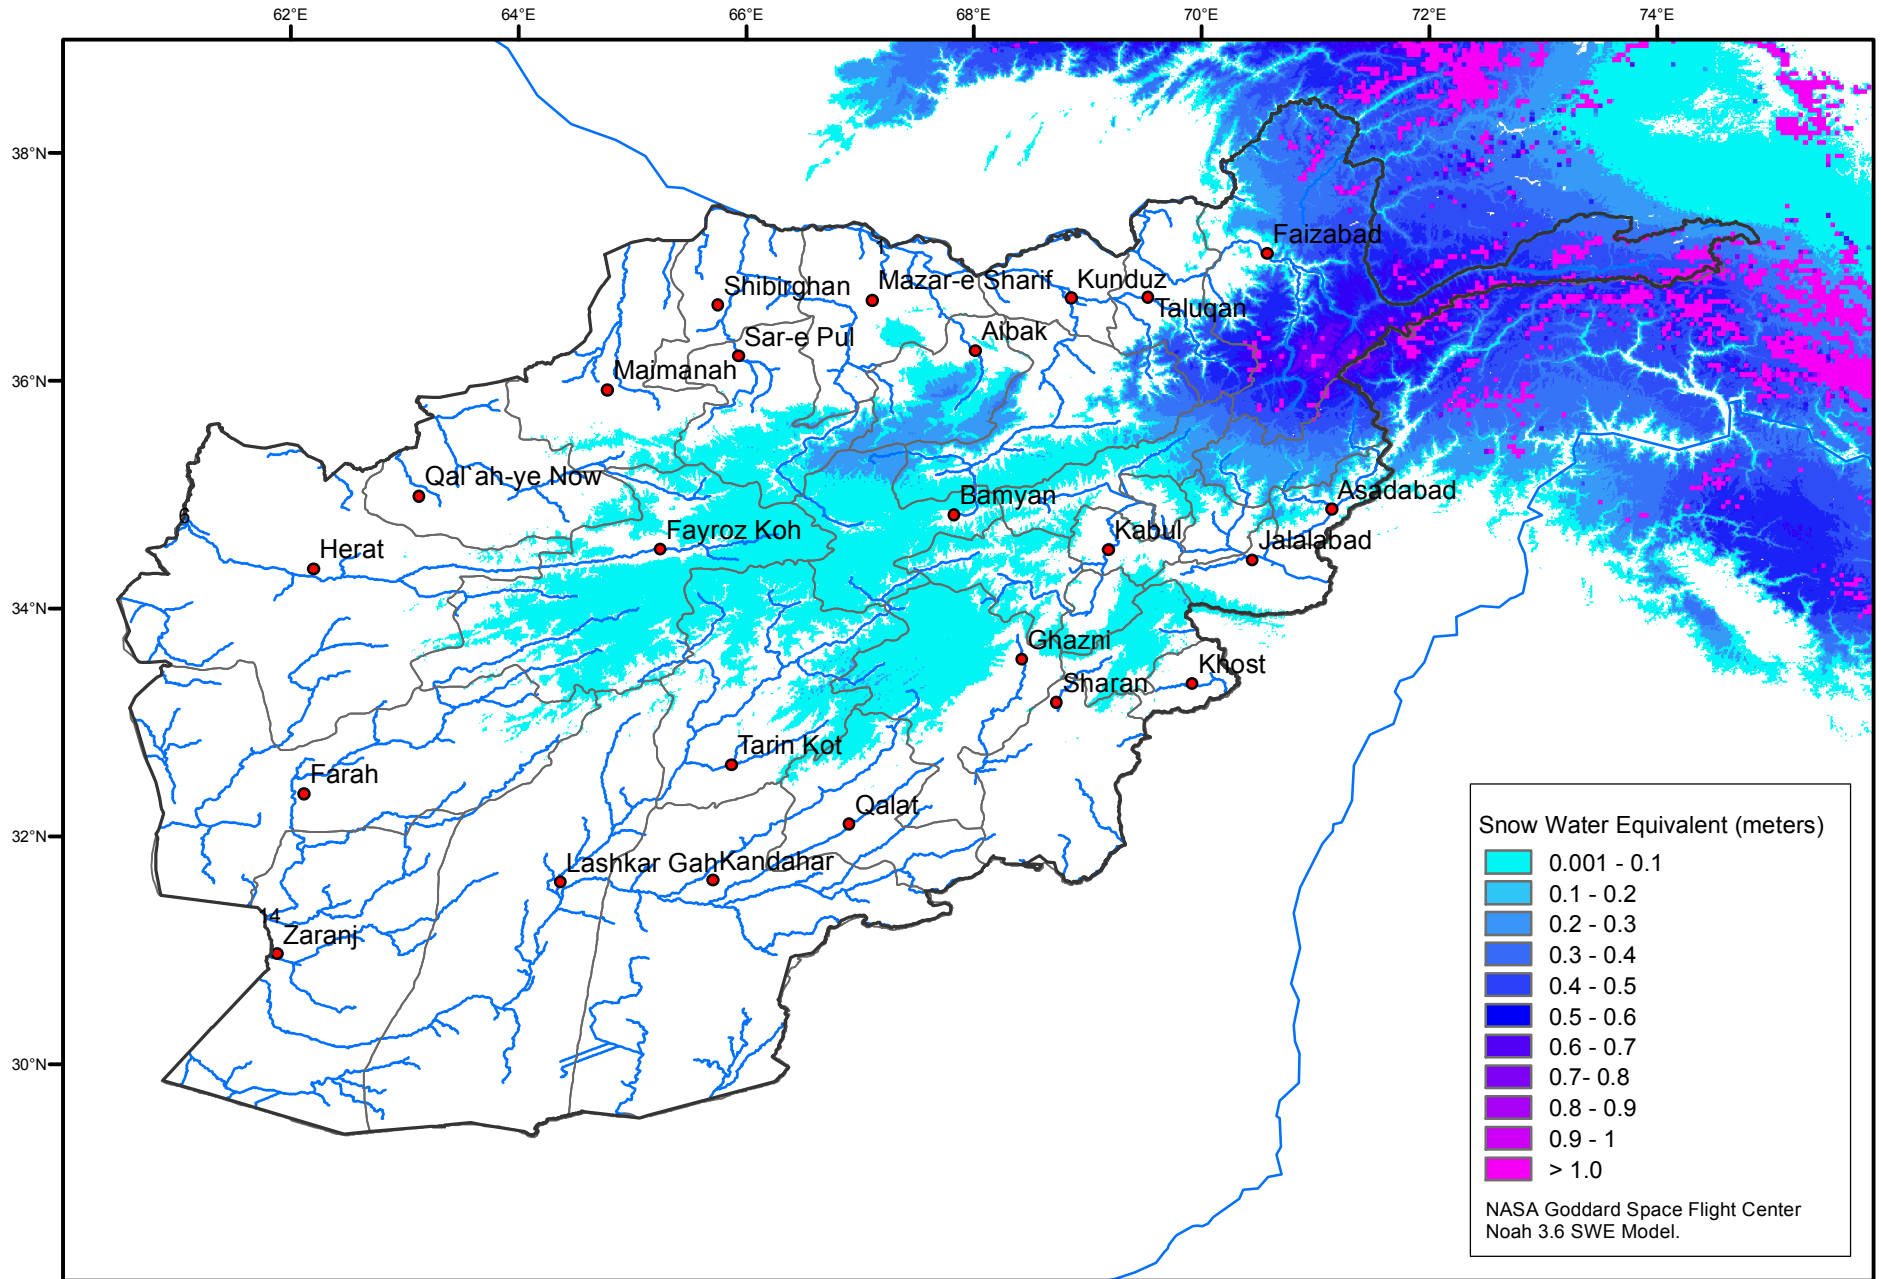 62°E 64°E 66°E 68°E 70°E 72°E 74°E
38°N
Faizabad
1
Shibirghan
Mazar-e Sharif
Kunduz
Taluqan
Sar-e Pul
Aibak
36°N
Maimanah
Qal`ah-ye Now
Bamyan
Asadabad
6
Fayroz Koh
Kabul
Jalalabad
Herat
34°N
Ghazni
Khost
Sharan
Tarin Kot
Farah
Qalat
32°N
Lashkar Gah
Kandahar
14
Zaranj
30°N
Snow Water Equivalent (meters)
0.001 - 0.1
0.1 - 0.2
0.2 - 0.3
0.3 - 0.4
0.4 - 0.5
0.5 - 0.6
0.6 - 0.7
0.7- 0.8
0.8 - 0.9
0.9 - 1
> 1.0
NASA Goddard Space Flight Center
Noah 3.6 SWE Model.